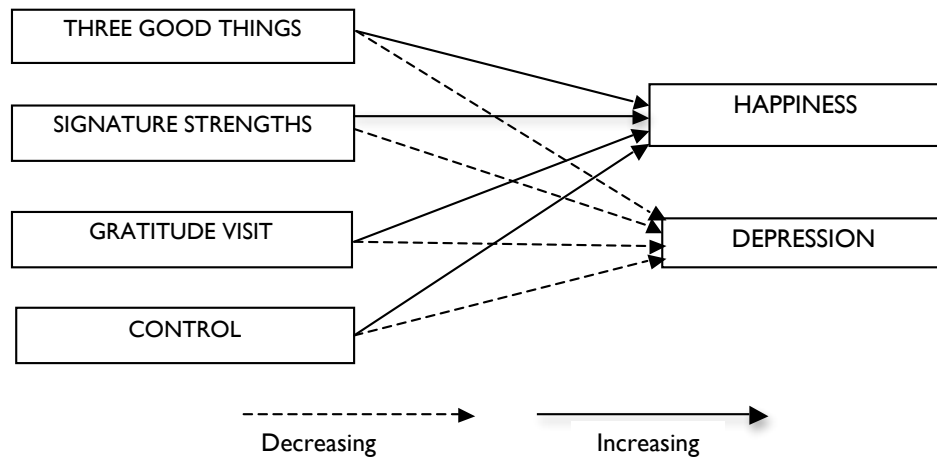 THREE GOOD THINGS
HAPPINESS
SIGNATURE STRENGTHS
GRATITUDE VISIT
DEPRESSION
CONTROL
Decreasing
Increasing